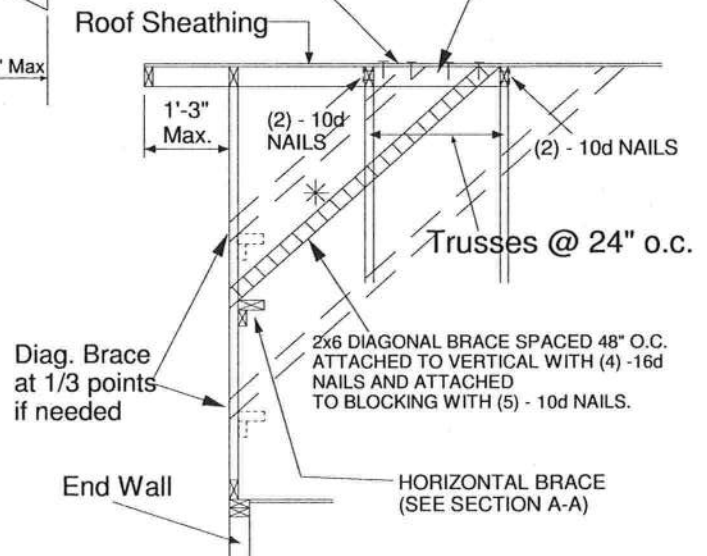 Roof Sheathing
' Max
1'-3"
Max.
(2) - 10d
NAILS
(2) - 10d NAILS
Trusses @ 24" o.c.
2x6 DIAGONAL BRACE SPACED 48" O.C.
ATTACHED TO VERTICAL WITH (4) -16d
NAILS AND ATTACHED
TO BLOCKING WITH (5) - 10d NAILS.
Diag. Brace
at 1/3 points
if needed
End Wall
HORIZONTAL BRACE
(SEE SECTION A-A)